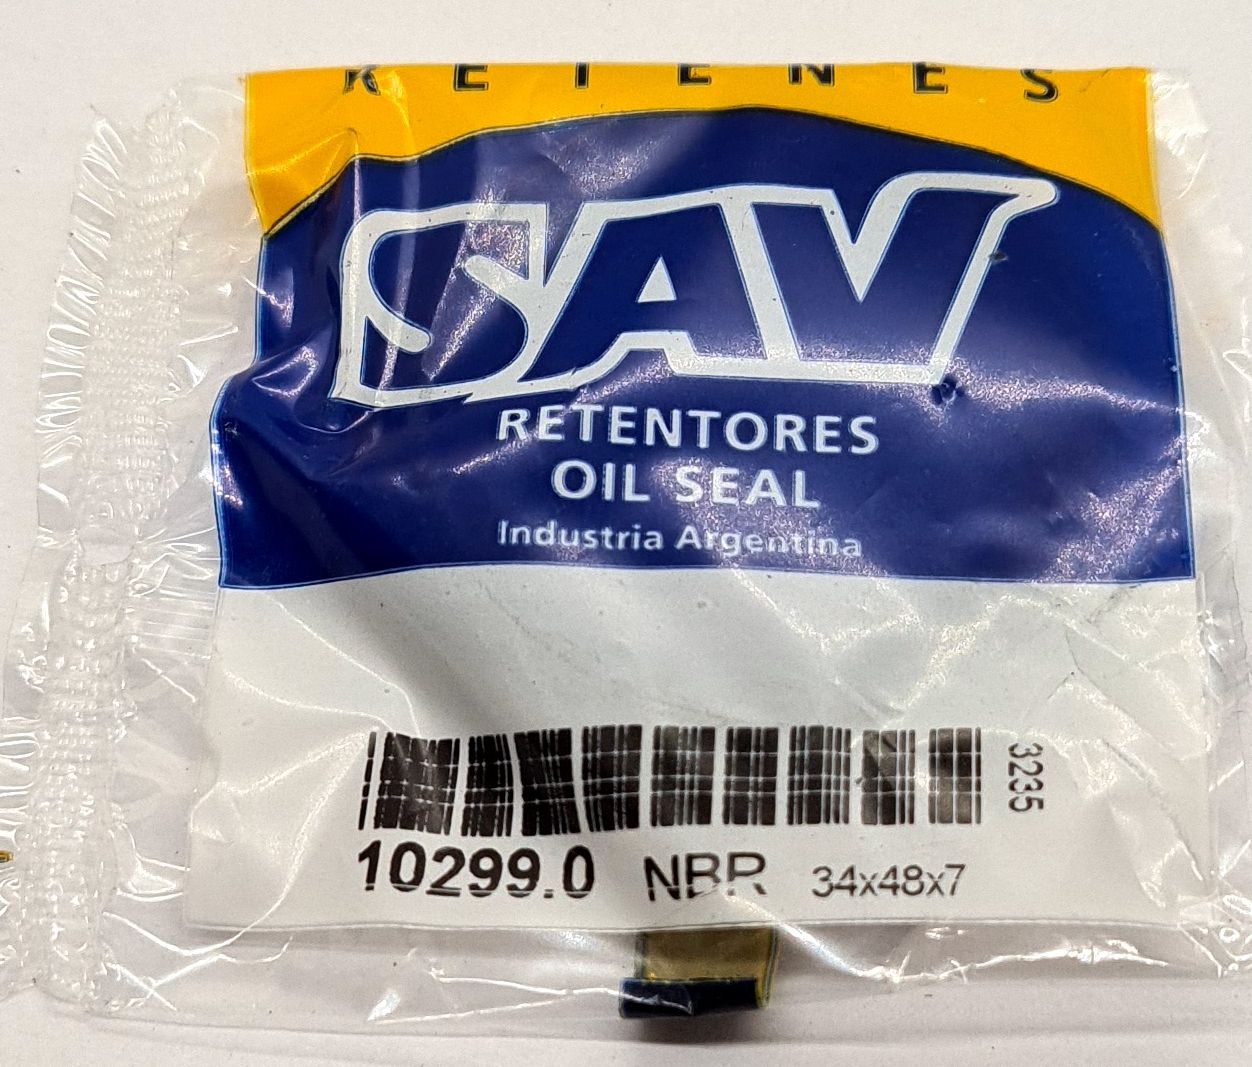 RETENES
SAV
RETENTORES
OIL SEAL
Industria Argentina
3235
10299.0 NBR 34x48x7